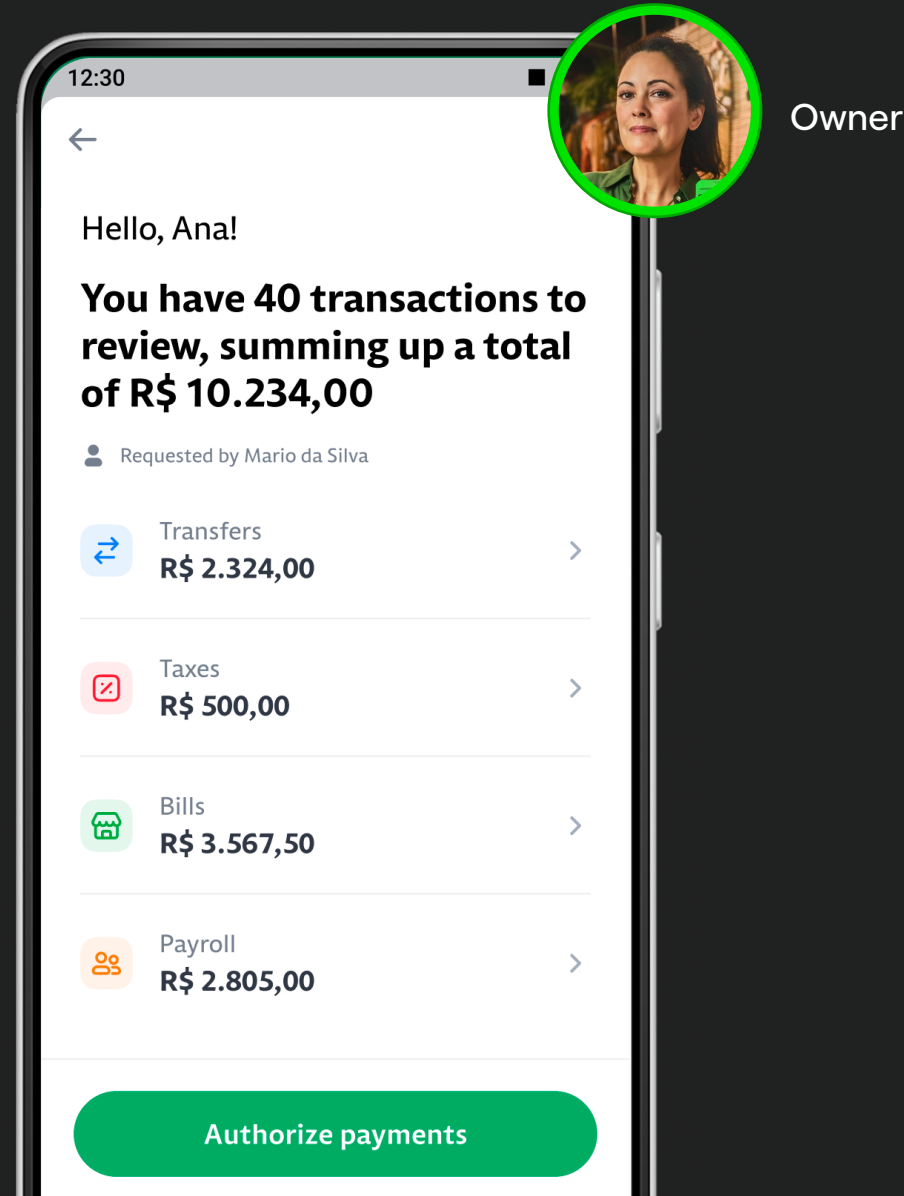 12:30
Owner
Hello, Ana!
You have 40 transactions to
review, summing up a total
of R$ 10.234,00
Requested by Mario da Silva
Transfers
R$ 2.324,00
Taxes
R$ 500,00
Bills
R$ 3.567,50
Payroll
R$ 2.805,00
Authorize payments